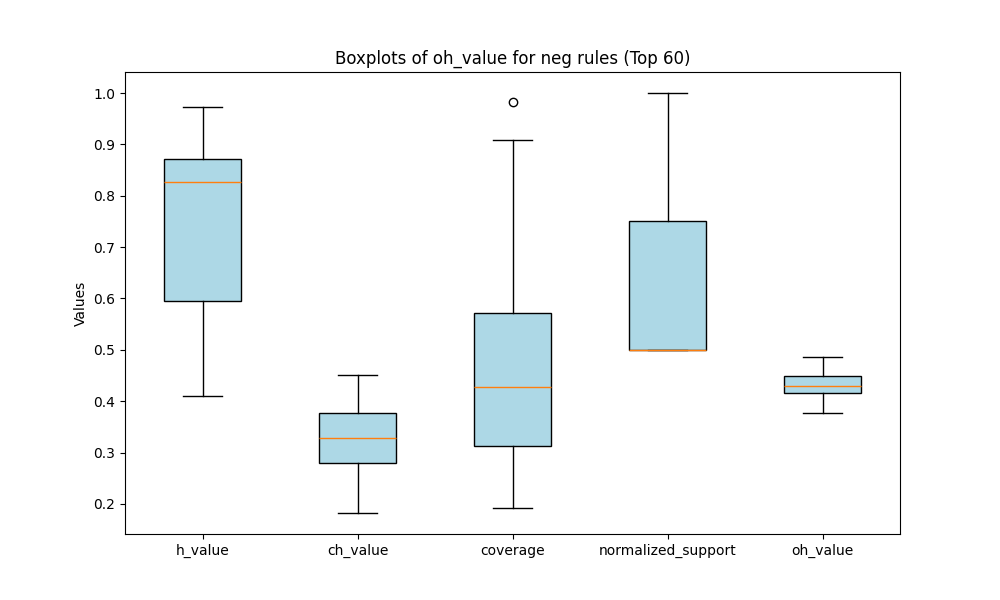 Boxplots of oh_value for neg rules (Top 60)
Values
1.0
0.9
0.8
0.7
0.6
0.5
0.4
0.3
0.2
h_value
ch_value
coverage
normalized_support
oh_value